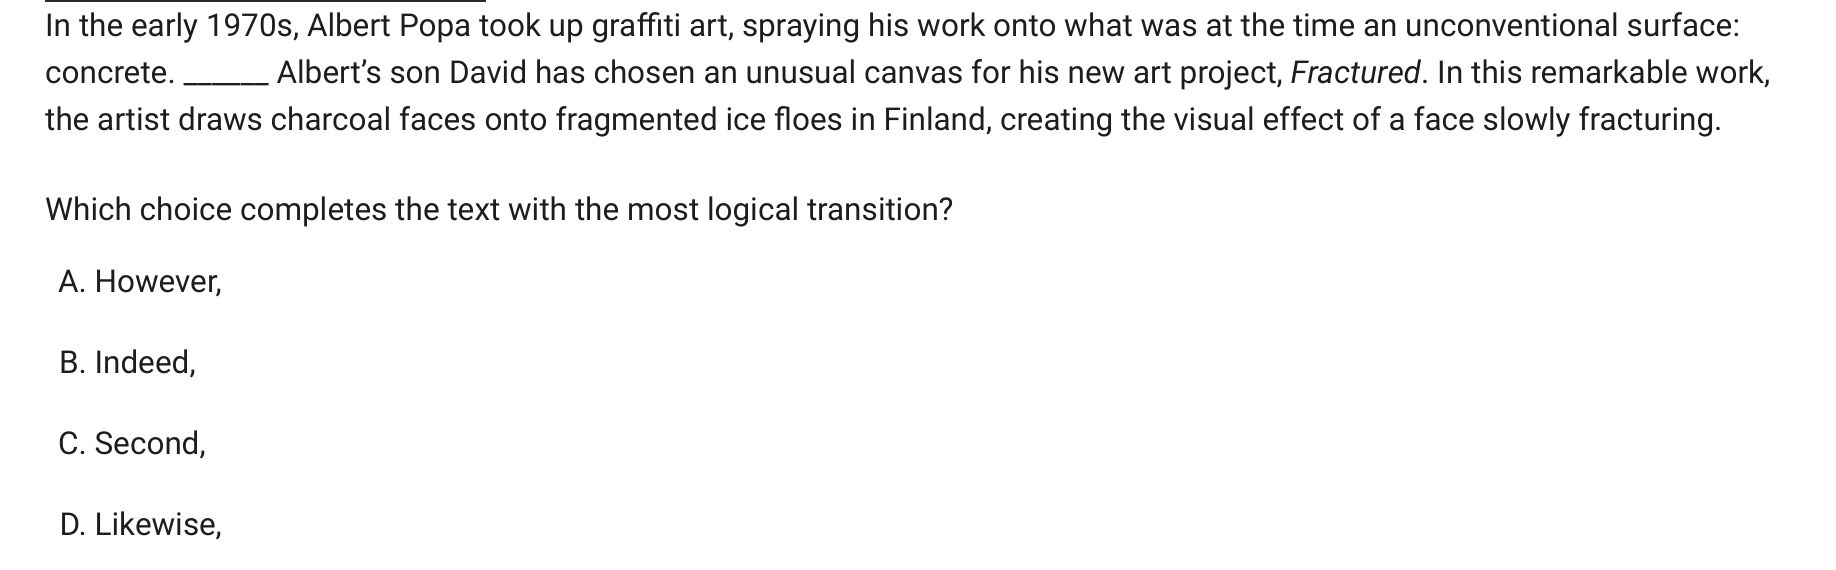 In the early 1970s, Albert Popa took up graffiti art, spraying his work onto what was at the time an unconventional surface:
concrete. ______ Albert’s son David has chosen an unusual canvas for his new art project, Fractured. In this remarkable work,
the artist draws charcoal faces onto fragmented ice floes in Finland, creating the visual effect of a face slowly fracturing.
Which choice completes the text with the most logical transition?
A. However,
B. Indeed,
C. Second,
D. Likewise,